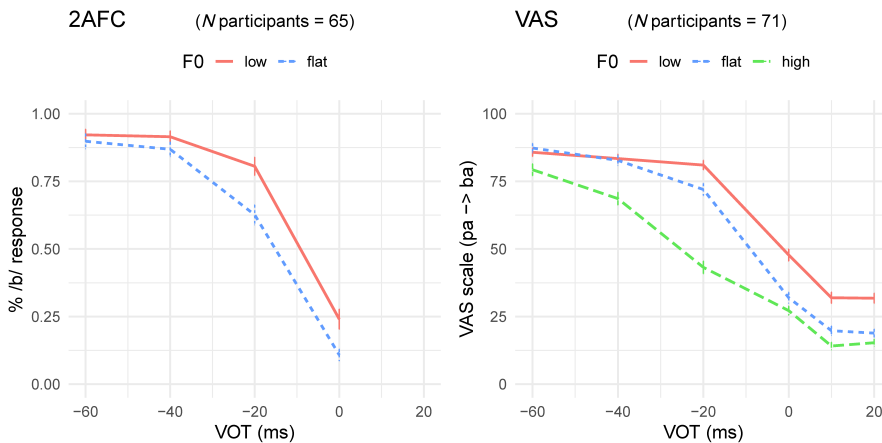 2AFC (N participants = 65)
F0 low flat
1.00
0.75
0.50
0.25
0.00
% /b/ response
−60 −40 −20 0 20
VOT (ms)
VAS (N participants = 71)
F0 low flat high
100
75
50
25
0
VAS scale (pa −> ba)
−60 −40 −20 0 20
VOT (ms)